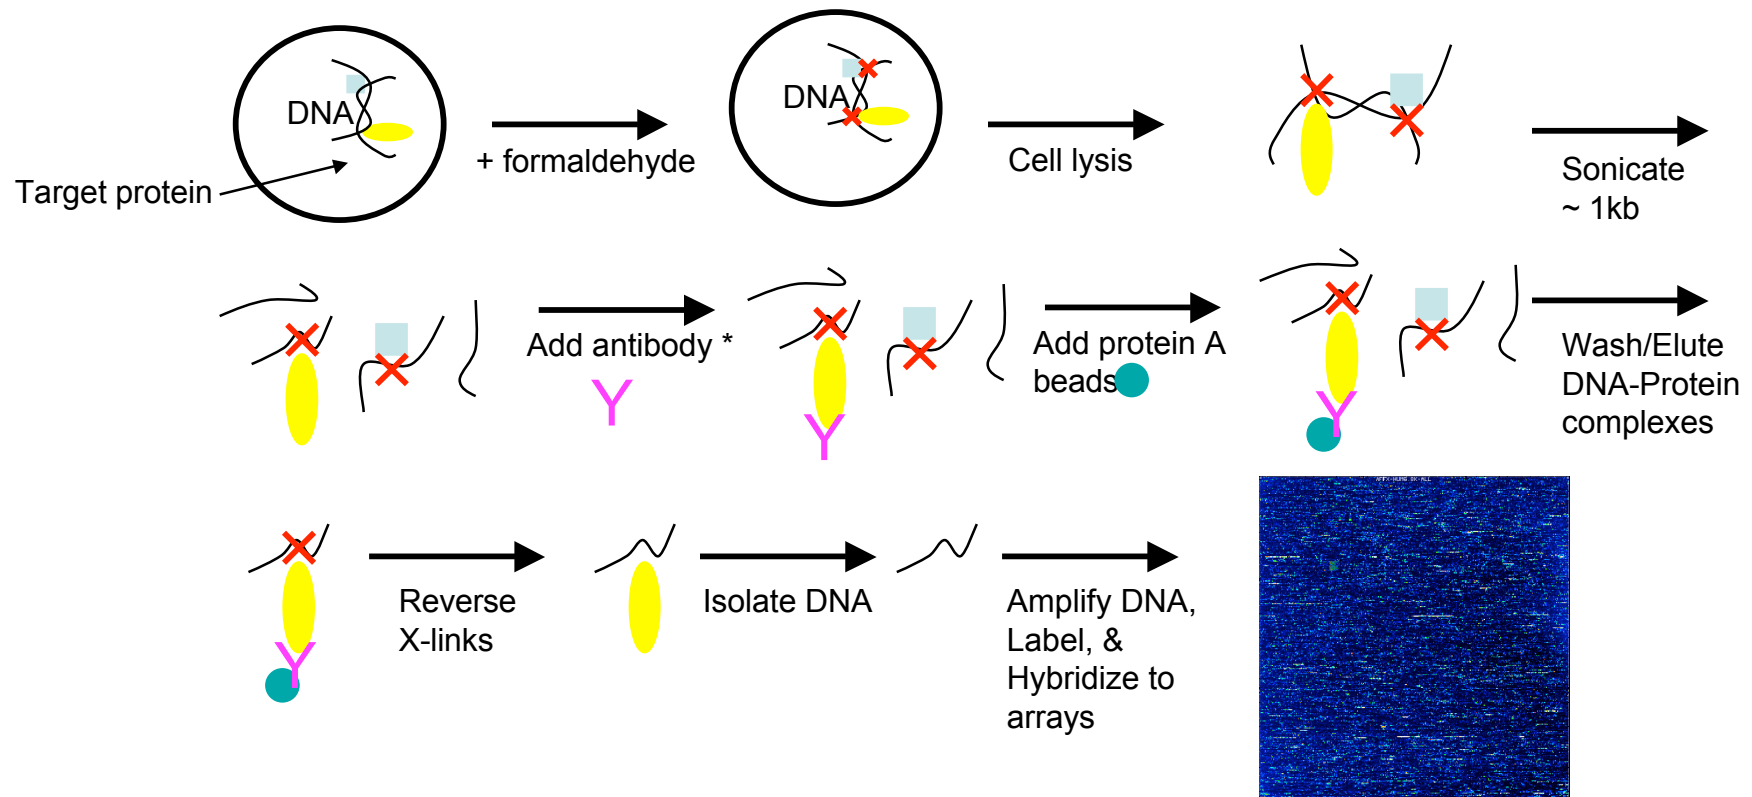 DNA
DNA
Target protein
+ formaldehyde
Cell lysis
Sonicate
~ 1kb
Add antibody *
Y
Y
Add protein A
beads
Y
Wash/Elute
DNA-Protein
complexes
Y
Reverse
X-links
Isolate DNA
Amplify DNA,
Label, &
Hybridize to
arrays